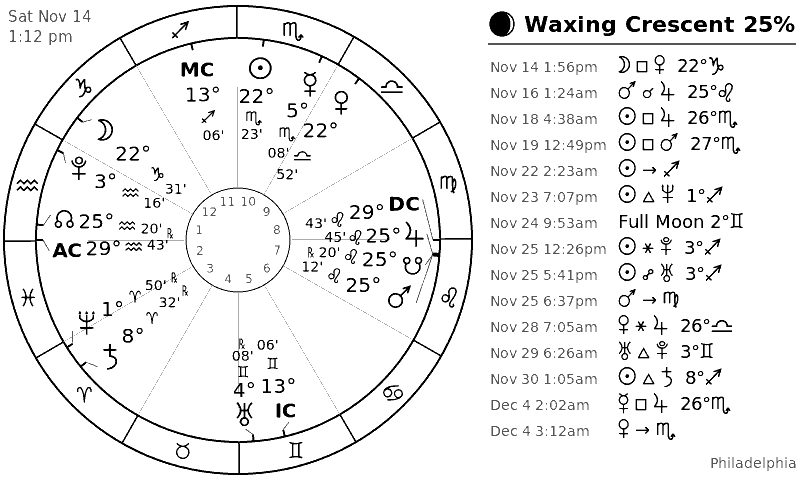 Sat Nov 14
1:12 pm
Waxing Crescent 25%
Nov 14 1:56pm ☽ □ ♀ 22°♑
Nov 16 1:24am ♂ ☌ ♃ 25°♌
Nov 18 4:38am ☉ □ ♃ 26°♏
Nov 19 12:49pm ☉ □ ♂ 27°♏
Nov 22 2:23am ☉ → ♐
Nov 23 7:07pm ☉ △ ♆ 1°♐
Nov 24 9:53am Full Moon 2°♊
Nov 25 12:26pm ☉ ⚹ ♇ 3°♐
Nov 25 5:41pm ☉ ☍ ♅ 3°♐
Nov 25 6:37pm ♂ → ♍
Nov 28 7:05am ♀ ⚹ ♃ 26°♎
Nov 29 6:26am ♅ △ ♇ 3°♊
Nov 30 1:05am ☉ △ ♄ 8°♐
Dec 4 2:02am ☿ □ ♃ 26°♏
Dec 4 3:12am ♀ → ♏
Philadelphia
♐ ♏ ♎ ♍ ♌ ♋ ♊ ♉ ♈ ♓ ♒ ♑
MC 13° ♐ 06'
☉ 22° ♏ 23'
☿ 5° ♏ 08'
♀ 22° ♎ 52'
☽ 22° ♑ 31'
♇ 3° ♒ 16'
☊ 25° ♒ 20' ℞
AC 29° ♒ 43'
♆ 1° ♈ 50' ℞
♄ 8° ♈ 32' ℞
♅ 4° ♊ 08' ℞
IC 13° ♊ 06'
DC 29° ♌ 43'
♃ 25° ♌ 45'
☋ 25° ♌ 20' ℞
♂ 25° ♌ 12'
1 2 3 4 5 6 7 8 9 10 11 12